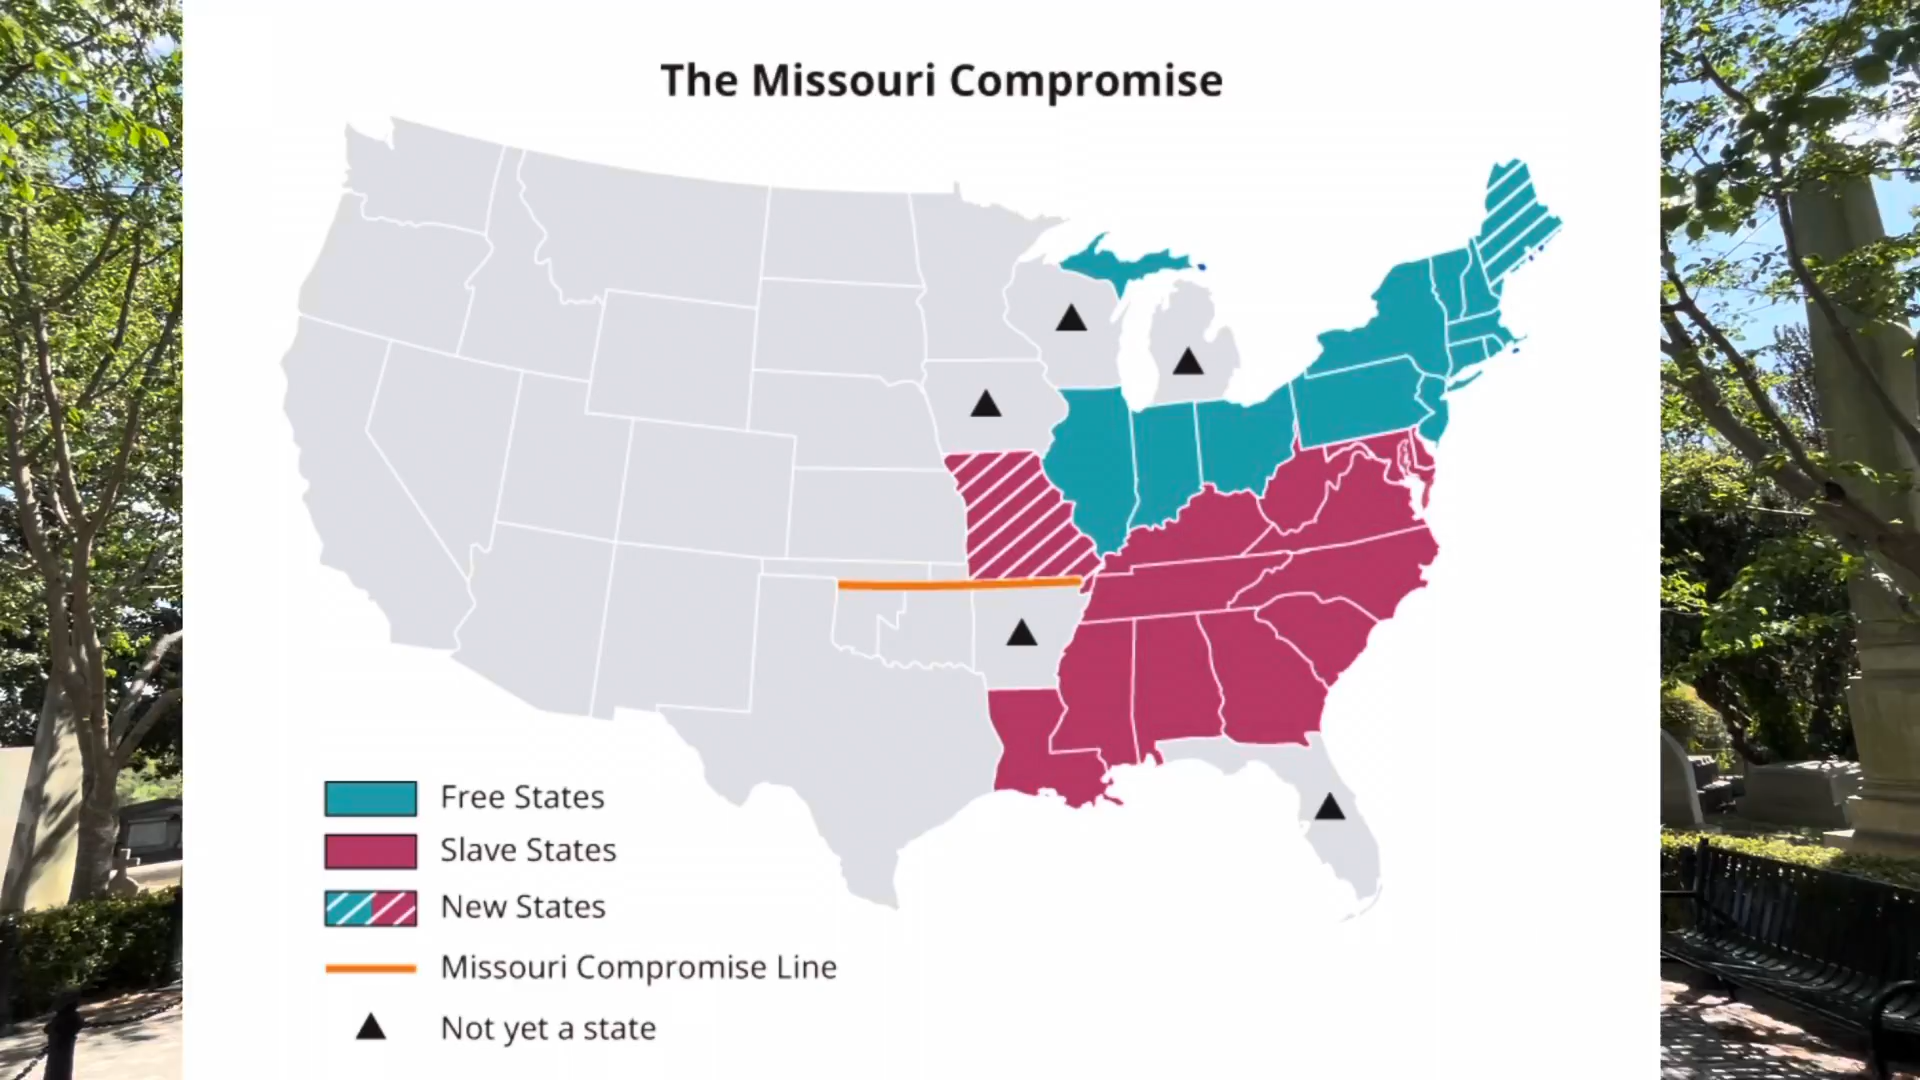 The Missouri Compromise
Free States
Slave States
New States
Missouri Compromise Line
Not yet a state